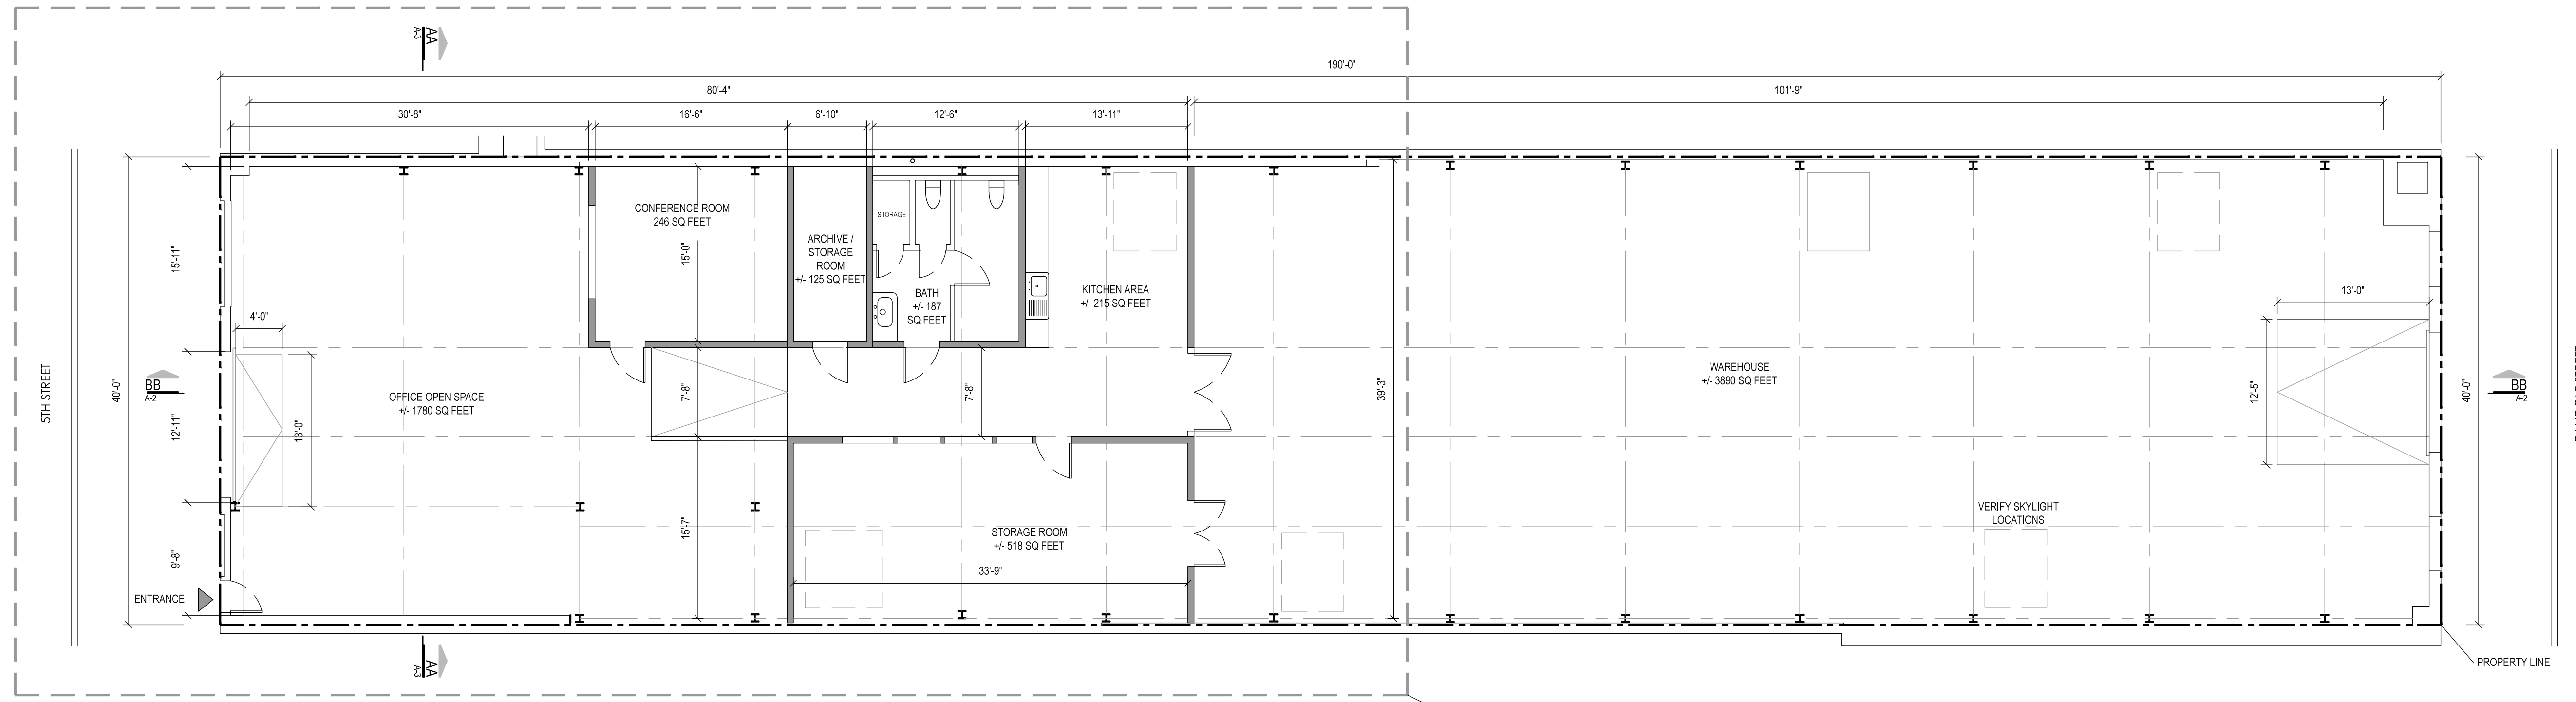 AA
A-3
190'-0"
80'-4"
101'-9"
30'-8"
16'-6"
6'-10"
12'-6"
13'-11"
CONFERENCE ROOM
246 SQ FEET
STORAGE
ARCHIVE /
STORAGE
ROOM
+/- 125 SQ FEET
15'-11"
15'-0"
BATH
+/- 187
SQ FEET
KITCHEN AREA
+/- 215 SQ FEET
13'-0"
4'-0"
5TH STREET
40'-0"
BB
A-2
12'-11"
13'-0"
OFFICE OPEN SPACE
+/- 1780 SQ FEET
7'-8"
7'-8"
39'-3"
WAREHOUSE
+/- 3890 SQ FEET
12'-5"
40'-0"
BB
A-2
9'-8"
15'-7"
STORAGE ROOM
+/- 518 SQ FEET
33'-9"
VERIFY SKYLIGHT
LOCATIONS
ENTRANCE
AA
A-3
PROPERTY LINE